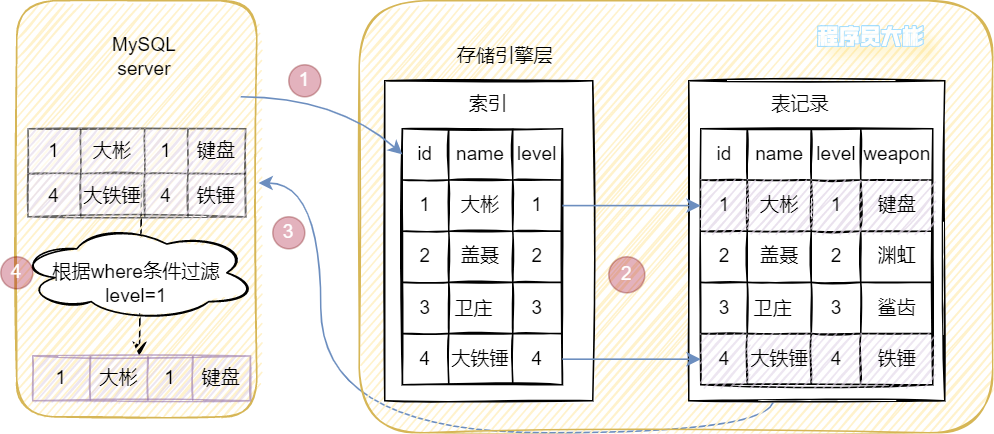 MySQL
server
1 大彬 1 键盘
4 大铁锤 4 铁锤
4
根据where条件过滤
level=1
1 大彬 1 键盘
1
3
程序员大彬
存储引擎层
索引
id name level
1 大彬 1
2 盖聂 2
3 卫庄 3
4 大铁锤 4
2
表记录
id name level weapon
1 大彬 1 键盘
2 盖聂 2 渊虹
3 卫庄 3 鲨齿
4 大铁锤 4 铁锤